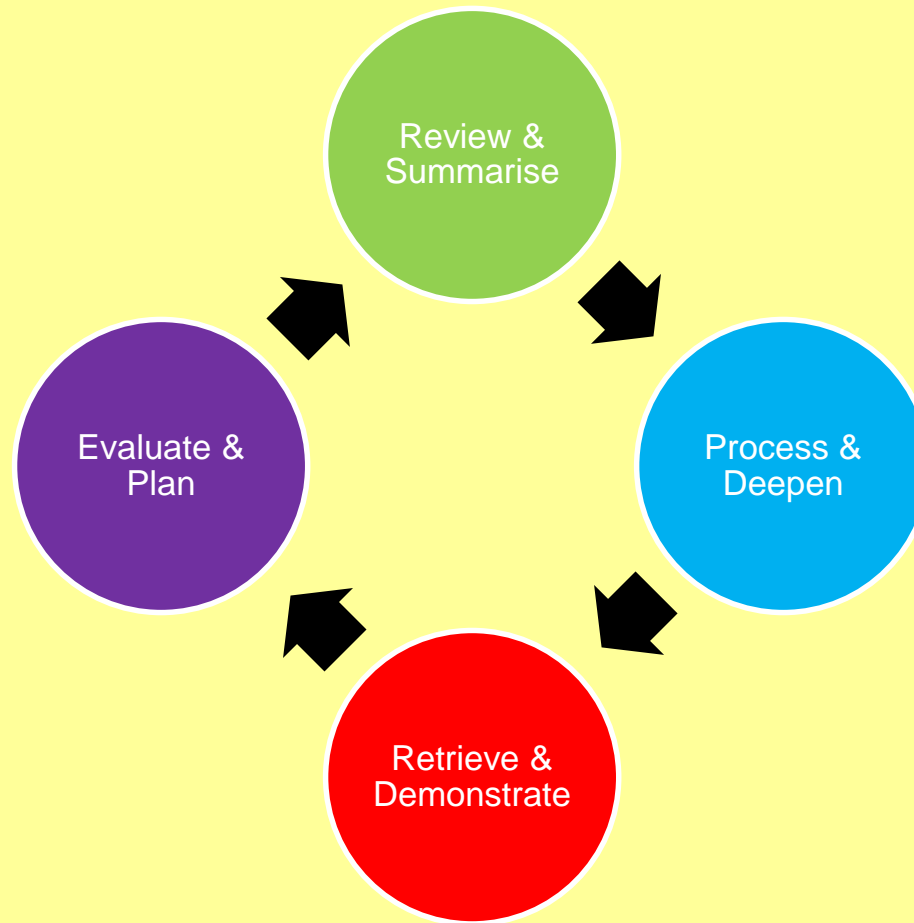 Review &
Summarise
Process &
Deepen
Retrieve &
Demonstrate
Evaluate &
Plan